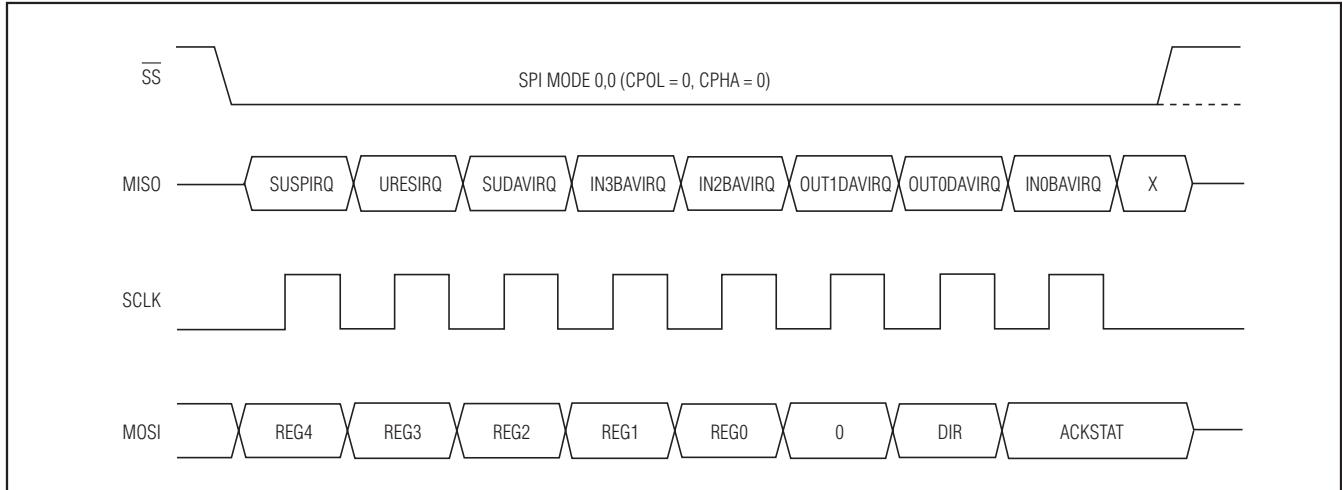 SS
SPI MODE 0,0 (CPOL = 0, CPHA = 0)
MISO SUSPIRQ URESIRQ SUDAVIRQ IN3BAVIRQ IN2BAVIRQ OUT1DAVIRQ OUT0DAVIRQ IN0BAVIRQ X
SCLK
MOSI REG4 REG3 REG2 REG1 REG0 0 DIR ACKSTAT